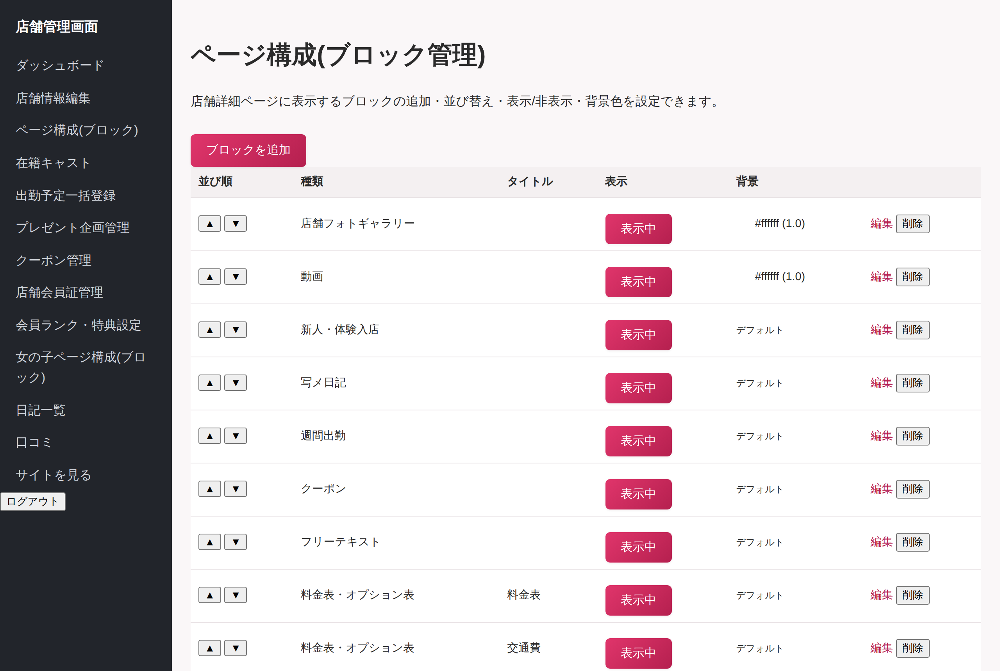 店舗管理画面
ダッシュボード
店舗情報編集
ページ構成(ブロック)
在籍キャスト
出勤予定一括登録
プレゼント企画管理
クーポン管理
店舗会員証管理
会員ランク・特典設定
女の子ページ構成(ブロ
ック)
日記一覧
口コミ
サイトを見る
ログアウト
ページ構成(ブロック管理)
店舗詳細ページに表示するブロックの追加・並び替え・表示/非表示・背景色を設定できます。
ブロックを追加
並び順 種類 タイトル 表示 背景
▲ ▼ 店舗フォトギャラリー 表示中 #ffffff (1.0) 編集 削除
▲ ▼ 動画 表示中 #ffffff (1.0) 編集 削除
▲ ▼ 新人・体験入店 表示中 デフォルト 編集 削除
▲ ▼ 写メ日記 表示中 デフォルト 編集 削除
▲ ▼ 週間出勤 表示中 デフォルト 編集 削除
▲ ▼ クーポン 表示中 デフォルト 編集 削除
▲ ▼ フリーテキスト 表示中 デフォルト 編集 削除
▲ ▼ 料金表・オプション表 料金表 表示中 デフォルト 編集 削除
▲ ▼ 料金表・オプション表 交通費 表示中 デフォルト 編集 削除